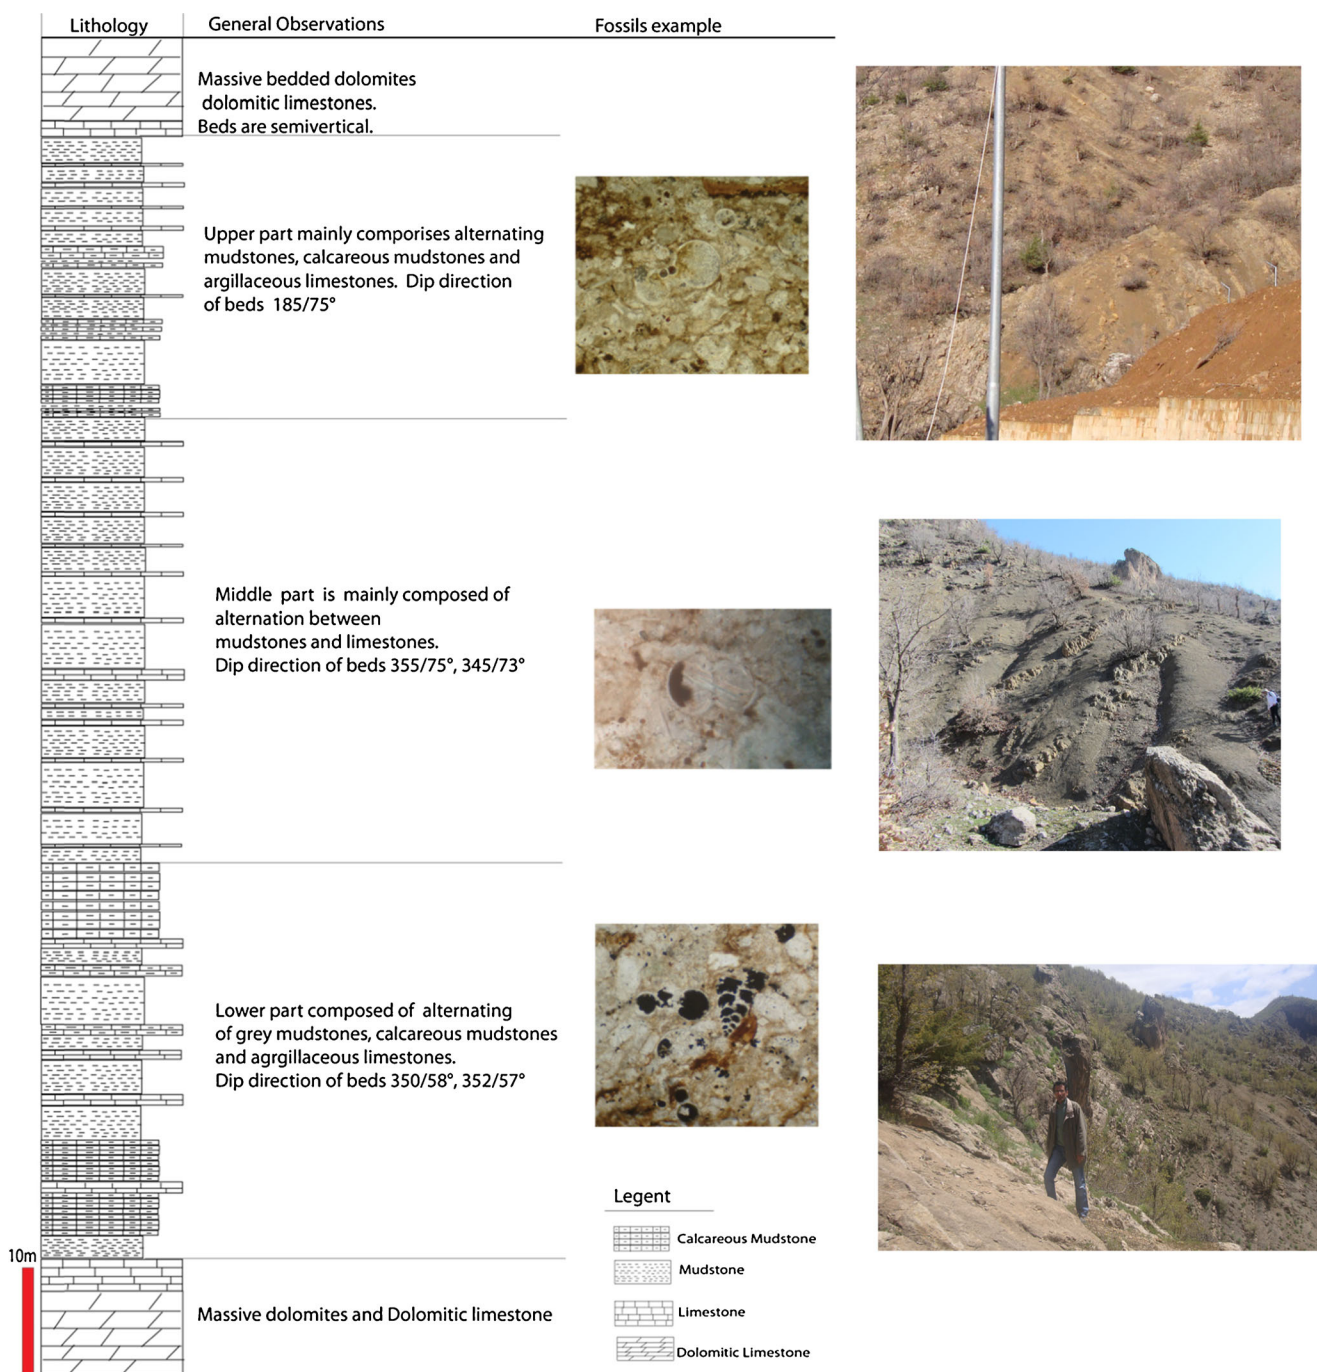 Lithology
General Observations
Fossils example
Massive bedded dolomites
dolomitic limestones.
Beds are semivertical.
Upper part mainly comporises alternating
mudstones, calcareous mudstones and
argillaceous limestones. Dip direction
of beds 185/75°
Middle part is mainly composed of
alternation between
mudstones and limestones.
Dip direction of beds 355/75°, 345/73°
Lower part composed of alternating
of grey mudstones, calcareous mudstones
and agrgillaceous limestones.
Dip direction of beds 350/58°, 352/57°
Legent
Calcareous Mudstone
Mudstone
Limestone
Dolomitic Limestone
10m
Massive dolomites and Dolomitic limestone